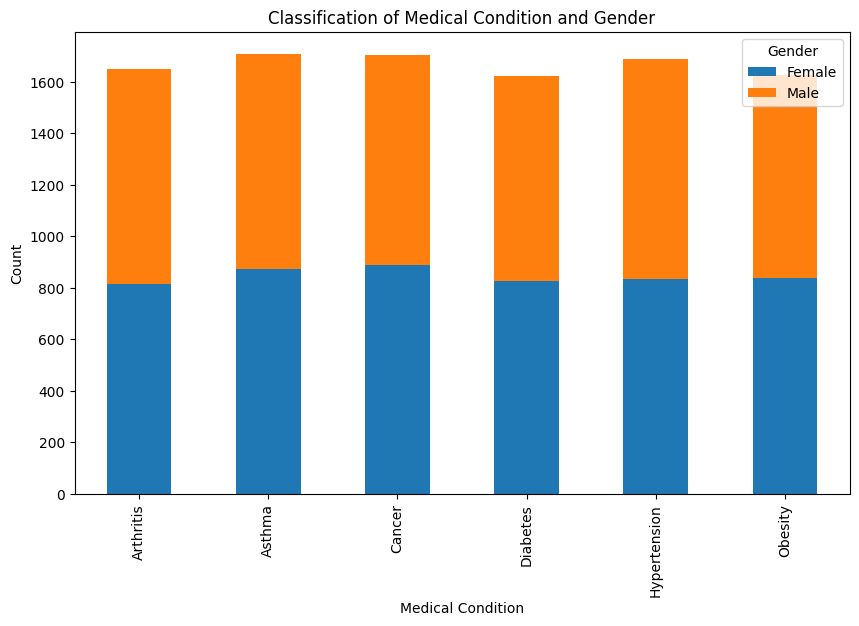 Classification of Medical Condition and Gender
Gender
Female
Male
1600
1400
1200
1000
800
600
400
200
0
Count
Arthritis
Asthma
Cancer
Diabetes
Hypertension
Obesity
Medical Condition